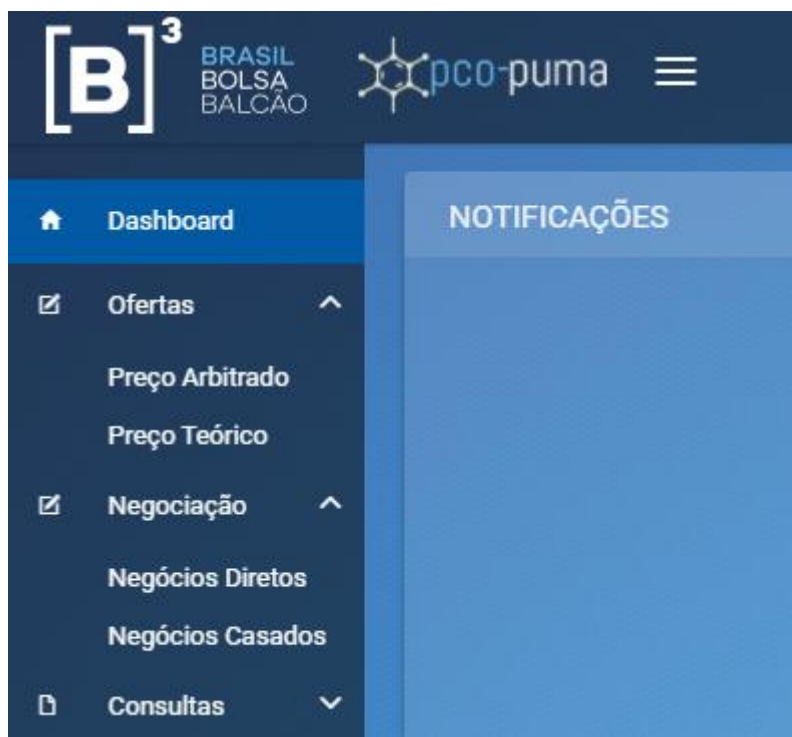 [B]³
BRASIL
BOLSA
BALCÃO
pco-puma
Dashboard
NOTIFICAÇÕES
Ofertas
Preço Arbitrado
Preço Teórico
Negociação
Negócios Diretos
Negócios Casados
Consultas